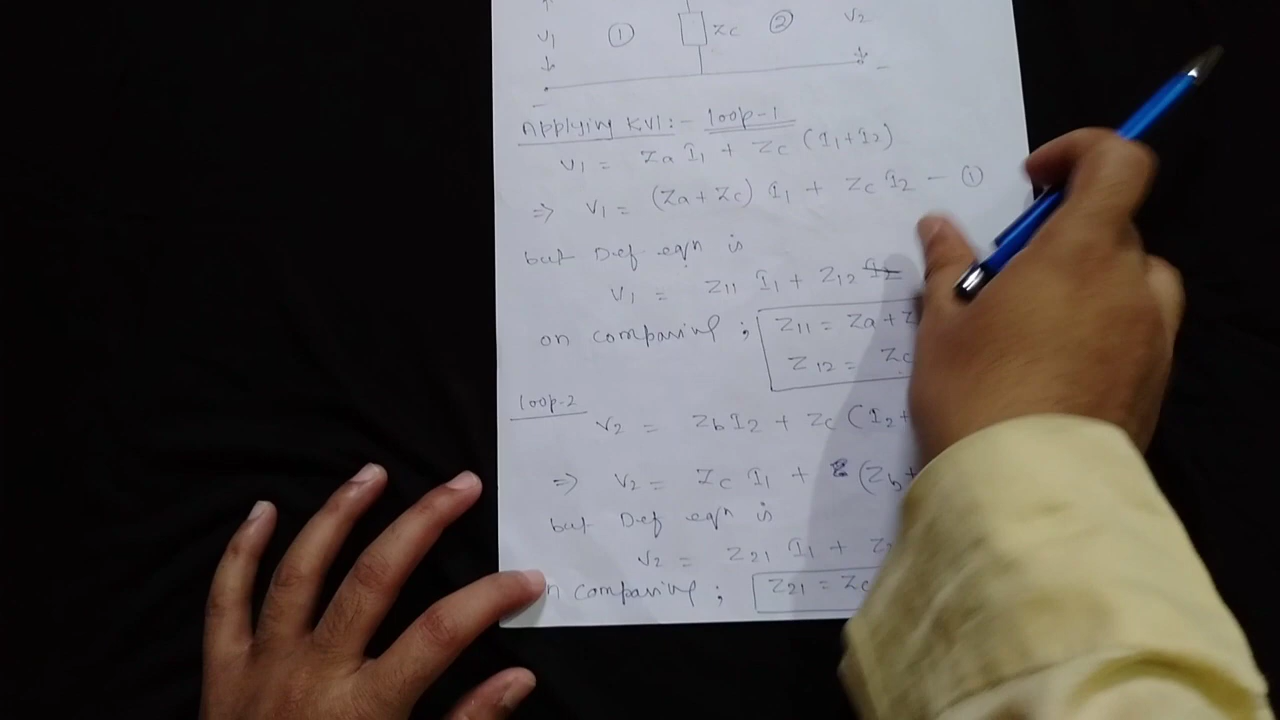 V1 ① Zc ② V2
Applying KVl:- loop-1
V1 = Za I1 + Zc (I1+I2)
⇒ V1 = (Za+Zc) I1 + Zc I2 - ①
but Def eqn is
V1 = Z11 I1 + Z12 I2
on comparing ; Z11 = Za+Z
Z12 = Zc
loop-2
V2 = Zb I2 + Zc (I2+
⇒ V2 = Zc I1 + (Zb+
but Def eqn is
V2 = Z21 I1 + Z2
n comparing ; Z21 = Zc